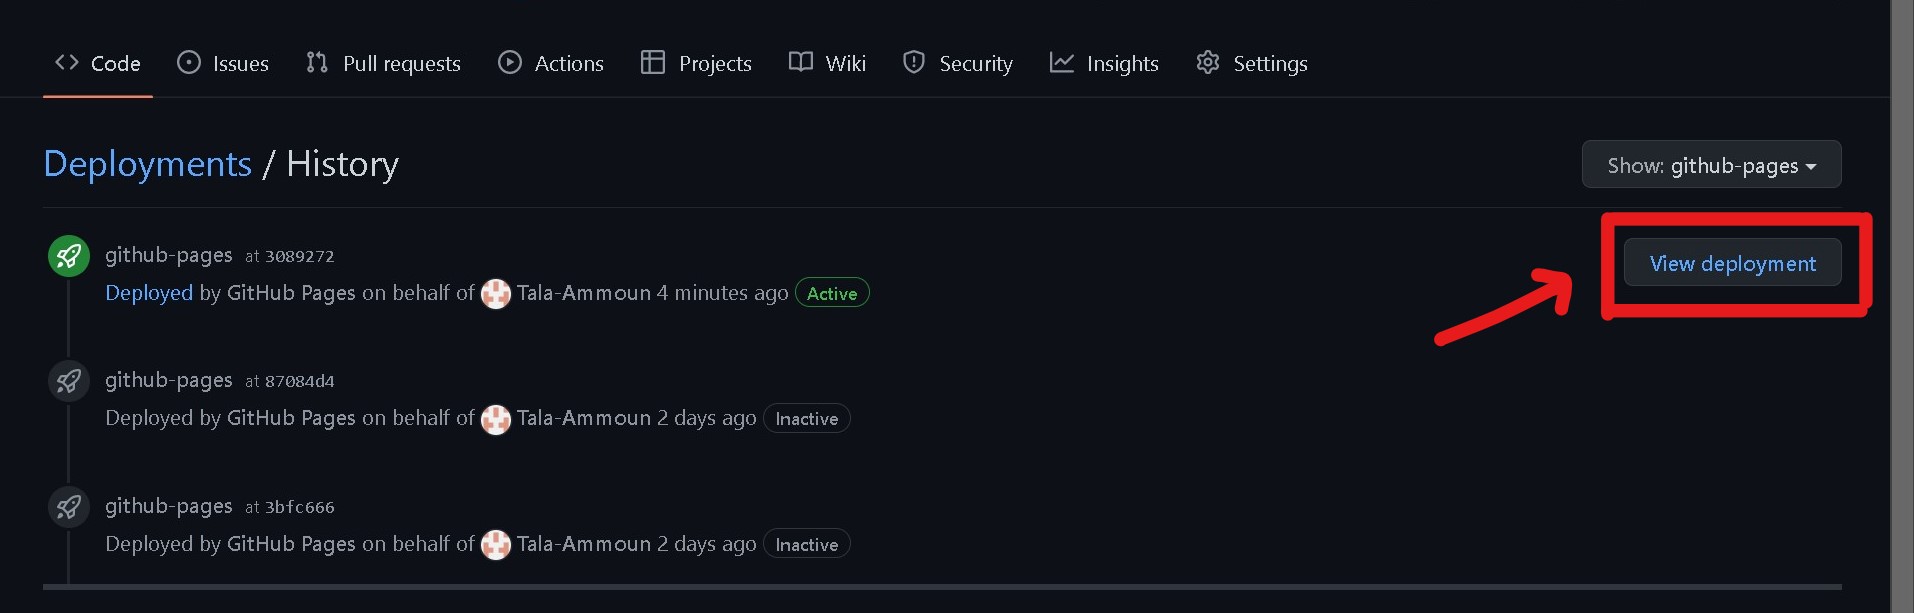 Code Issues Pull requests Actions Projects Wiki Security Insights Settings
Deployments / History
Show: github-pages
github-pages at 3089272
View deployment
Deployed by GitHub Pages on behalf of Tala-Ammoun 4 minutes ago Active
github-pages at 87084d4
Deployed by GitHub Pages on behalf of Tala-Ammoun 2 days ago Inactive
github-pages at 3bfc666
Deployed by GitHub Pages on behalf of Tala-Ammoun 2 days ago Inactive